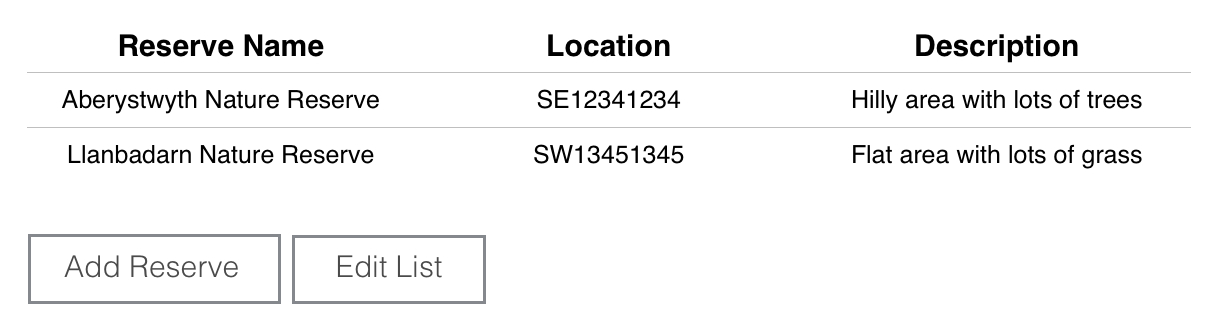 Reserve Name Location Description
Aberystwyth Nature Reserve SE12341234 Hilly area with lots of trees
Llanbadarn Nature Reserve SW13451345 Flat area with lots of grass
Add Reserve Edit List